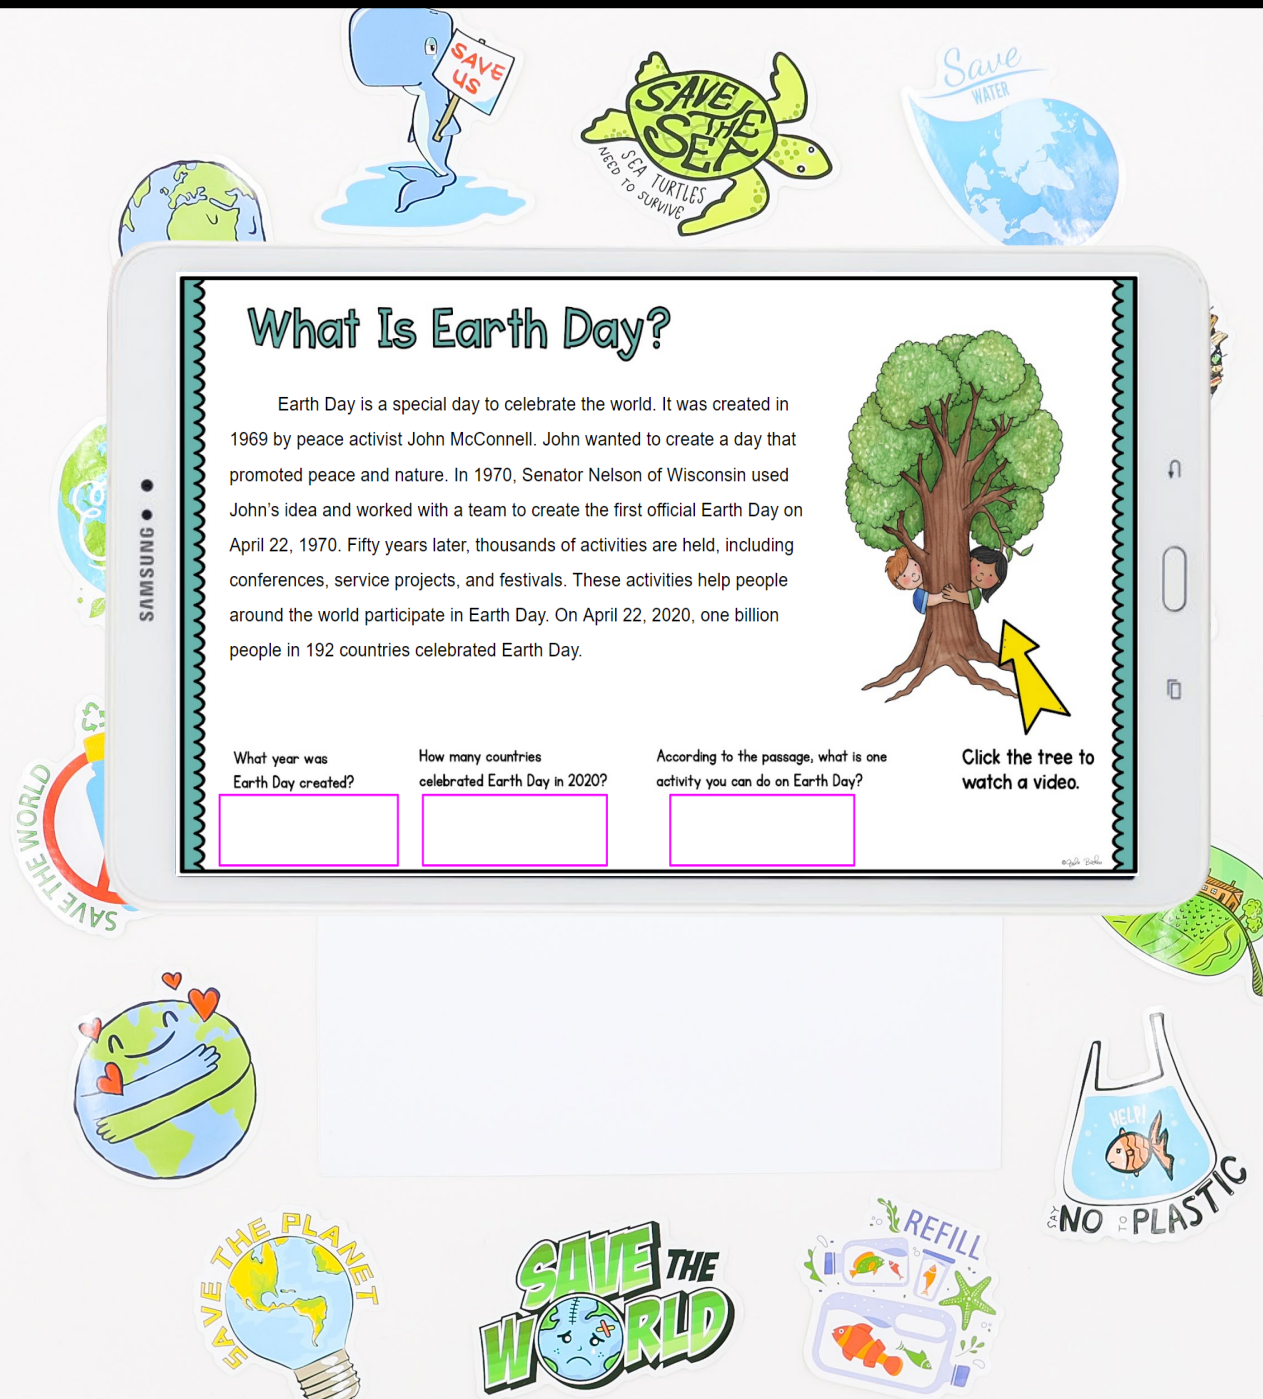 SAVE
US
SAVE
THE
SEA
SEA TURTLES
NEED TO SURVIVE
Save
WATER
SAMSUNG
What Is Earth Day?
Earth Day is a special day to celebrate the world. It was created in
1969 by peace activist John McConnell. John wanted to create a day that
promoted peace and nature. In 1970, Senator Nelson of Wisconsin used
John's idea and worked with a team to create the first official Earth Day on
April 22, 1970. Fifty years later, thousands of activities are held, including
conferences, service projects, and festivals. These activities help people
around the world participate in Earth Day. On April 22, 2020, one billion
people in 192 countries celebrated Earth Day.
What year was
Earth Day created?
How many countries
celebrated Earth Day in 2020?
According to the passage, what is one
activity you can do on Earth Day?
Click the tree to
watch a video.
SAVE THE WORLD
HELP!
SAY NO TO PLASTIC
SAVE THE PLANET
SAVE THE
WORLD
REFILL